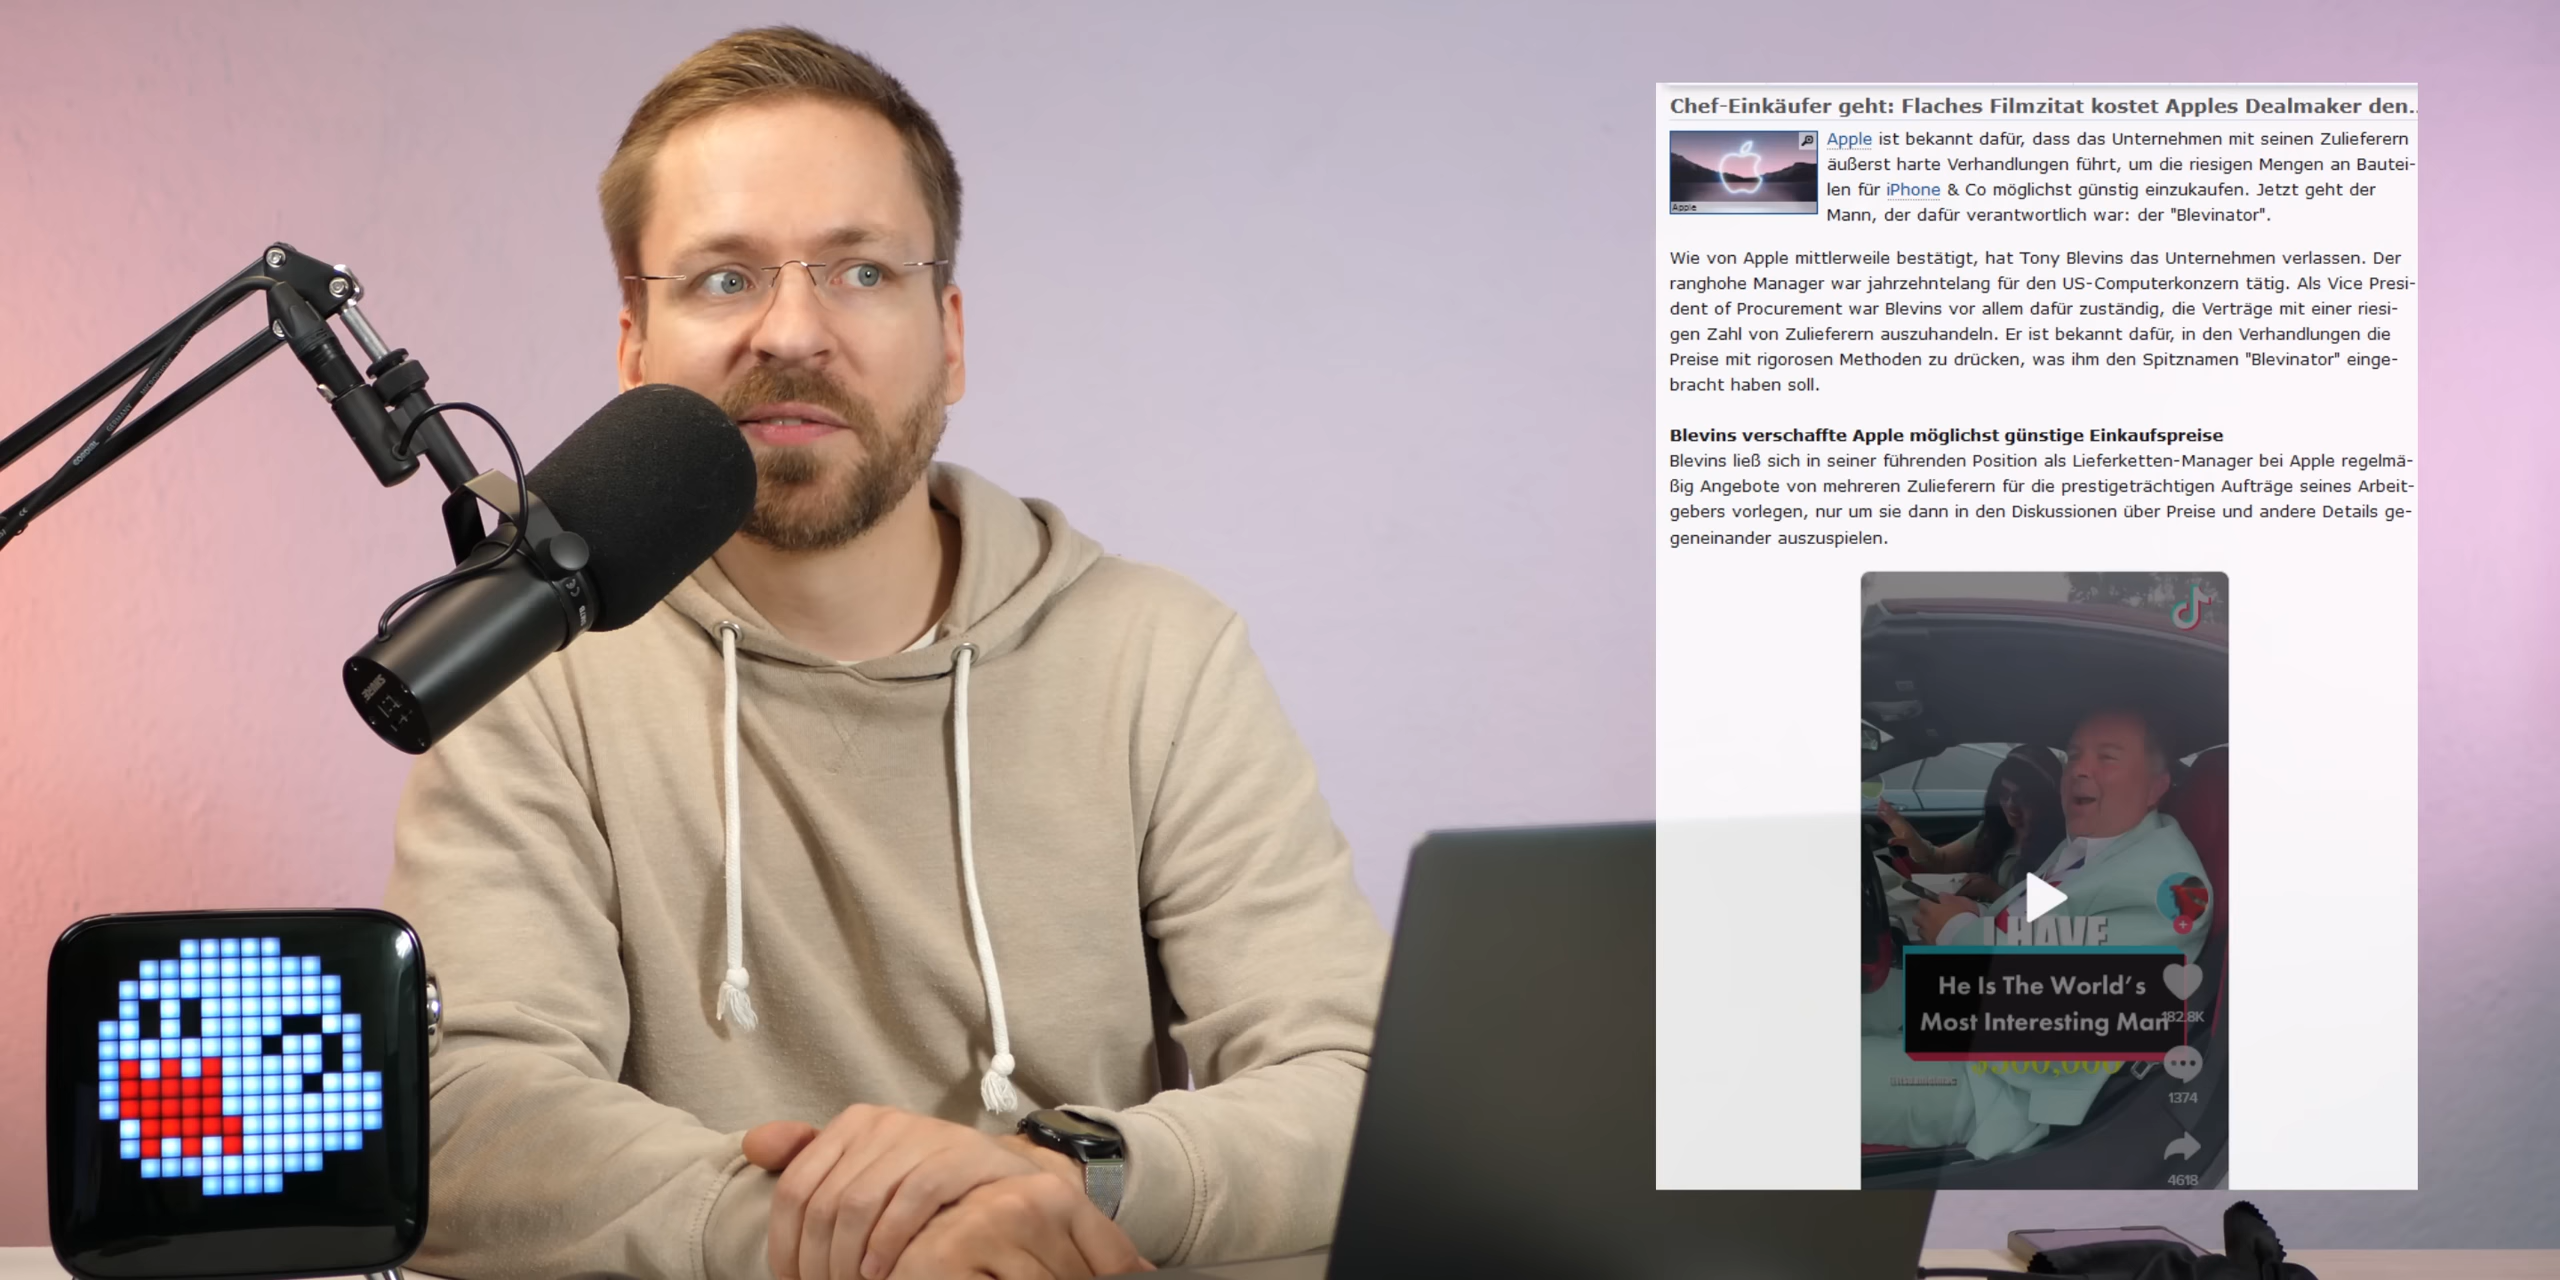 Chef-Einkäufer geht: Flaches Filmzitat kostet Apples Dealmaker den..
Apple ist bekannt dafür, dass das Unternehmen mit seinen Zulieferern
äußerst harte Verhandlungen führt, um die riesigen Mengen an Bautei-
len für iPhone & Co möglichst günstig einzukaufen. Jetzt geht der
Apple
Mann, der dafür verantwortlich war: der "Blevinator".
Wie von Apple mittlerweile bestätigt, hat Tony Blevins das Unternehmen verlassen. Der
ranghohe Manager war jahrzehntelang für den US-Computerkonzern tätig. Als Vice Presi-
dent of Procurement war Blevins vor allem dafür zuständig, die Verträge mit einer riesi-
gen Zahl von Zulieferern auszuhandeln. Er ist bekannt dafür, in den Verhandlungen die
Preise mit rigorosen Methoden zu drücken, was ihm den Spitznamen "Blevinator" einge-
bracht haben soll.
Blevins verschaffte Apple möglichst günstige Einkaufspreise
Blevins ließ sich in seiner führenden Position als Lieferketten-Manager bei Apple regelmä-
ßig Angebote von mehreren Zulieferern für die prestigeträchtigen Aufträge seines Arbeit-
gebers vorlegen, nur um sie dann in den Diskussionen über Preise und andere Details ge-
geneinander auszuspielen.
I HAVE
He Is The World's
Most Interesting Man
182.8K
1374
4618
SHURE
CORDIAL
GERMANY